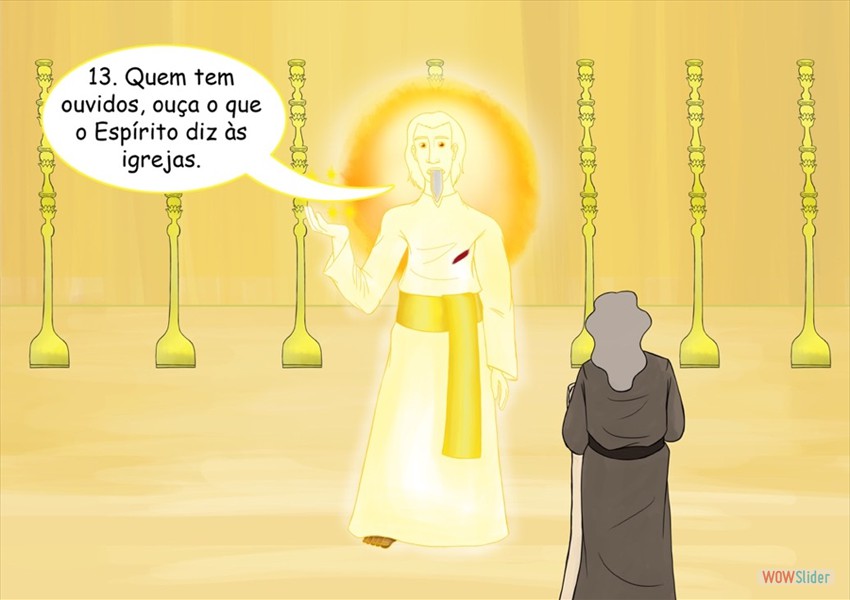 13. Quem tem
ouvidos, ouça o que
o Espírito diz às
igrejas.
WOWSlider